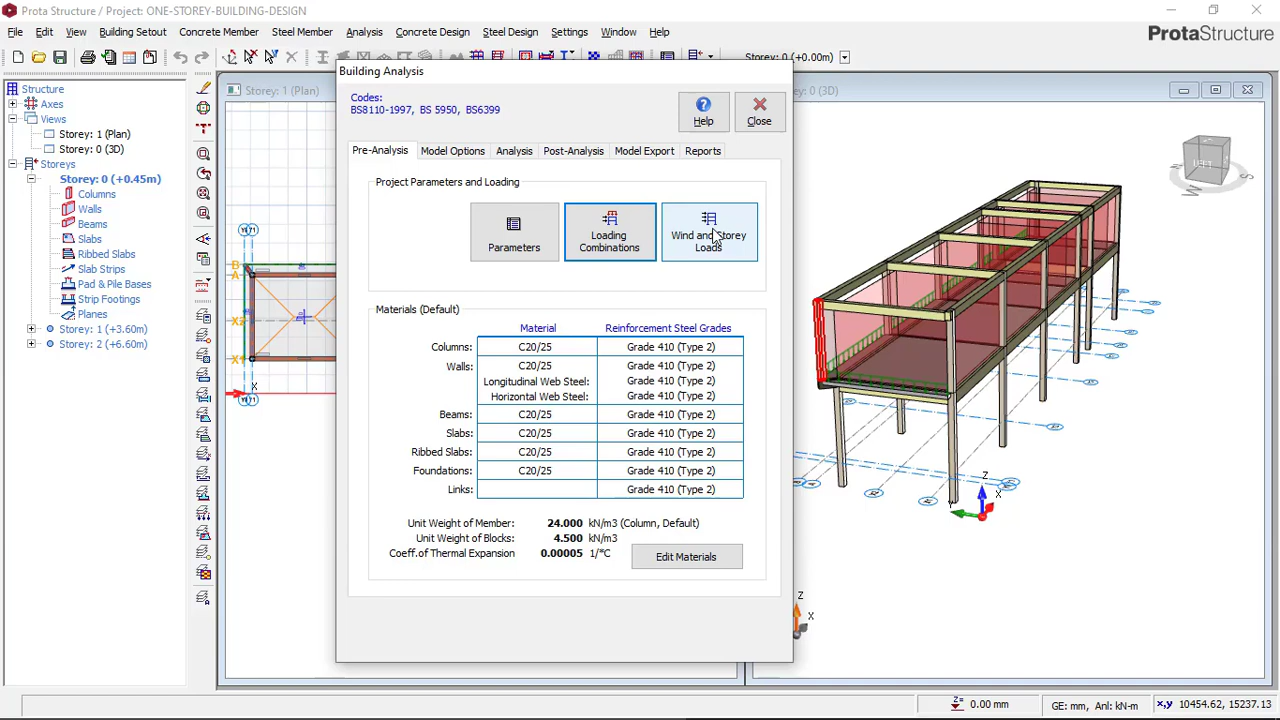 Prota Structure / Project: ONE-STOREY-BUILDING-DESIGN
File Edit View Building Setout Concrete Member Steel Member Analysis Concrete Design Steel Design Settings Window Help
ProtaStructure
Storey: 0 (+0.00m)
Structure
Axes
Views
Storey: 1 (Plan)
Storey: 0 (3D)
Storeys
Storey: 0 (+0.45m)
Columns
Walls
Beams
Slabs
Ribbed Slabs
Slab Strips
Pad & Pile Bases
Strip Footings
Planes
Storey: 1 (+3.60m)
Storey: 2 (+6.60m)
Storey: 1 (Plan)
B
A
X2
X1
X
Building Analysis
Codes:
BS8110-1997, BS 5950, BS6399
Help
Close
Pre-Analysis Model Options Analysis Post-Analysis Model Export Reports
Project Parameters and Loading
Parameters
Loading
Combinations
Wind and Storey
Loads
Materials (Default)
Material Reinforcement Steel Grades
Columns: C20/25 Grade 410 (Type 2)
Walls: C20/25 Grade 410 (Type 2)
Longitudinal Web Steel: Grade 410 (Type 2)
Horizontal Web Steel: Grade 410 (Type 2)
Beams: C20/25 Grade 410 (Type 2)
Slabs: C20/25 Grade 410 (Type 2)
Ribbed Slabs: C20/25 Grade 410 (Type 2)
Foundations: C20/25 Grade 410 (Type 2)
Links: Grade 410 (Type 2)
Unit Weight of Member: 24.000 kN/m3 (Column, Default)
Unit Weight of Blocks: 4.500 kN/m3
Coeff.of Thermal Expansion 0.00005 1/°C
Edit Materials
: 0 (3D)
Z
X
Z
X
Z= 0.00 mm
GE: mm, Anl: kN-m
x,y 10454.62, 15237.13